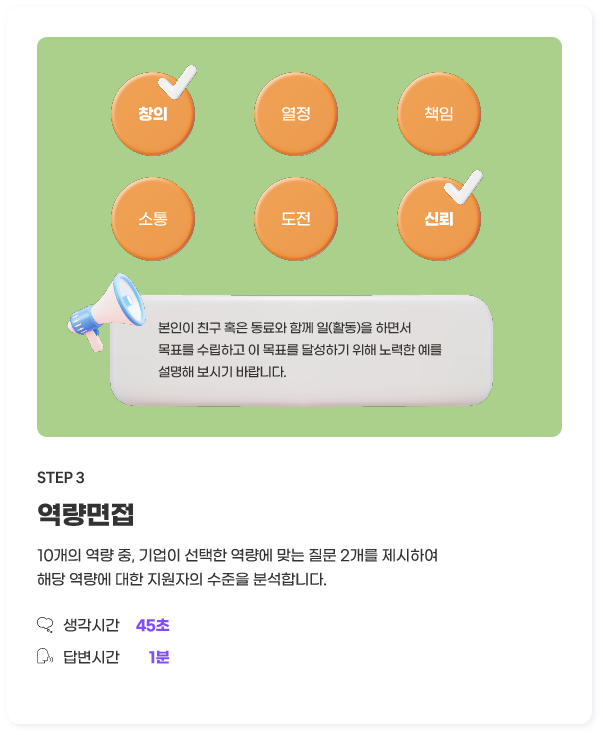 창의 열정 책임
소통 도전 신뢰
본인이 친구 혹은 동료와 함께 일(활동)을 하면서
목표를 수립하고 이 목표를 달성하기 위해 노력한 예를
설명해 보시기 바랍니다.
STEP 3
역량면접
10개의 역량 중, 기업이 선택한 역량에 맞는 질문 2개를 제시하여
해당 역량에 대한 지원자의 수준을 분석합니다.
생각시간 45초
답변시간 1분